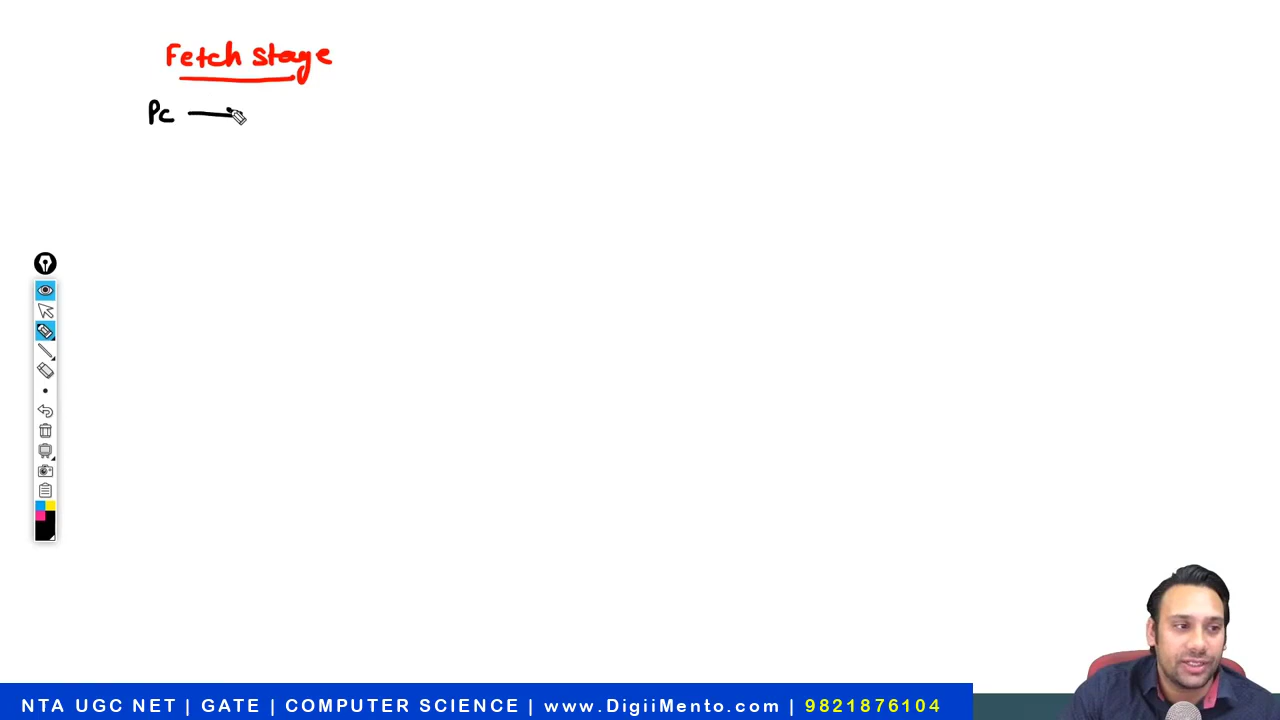 Fetch stage
Pc
NTA UGC NET | GATE | COMPUTER SCIENCE | www.DigiiMento.com | 9821876104